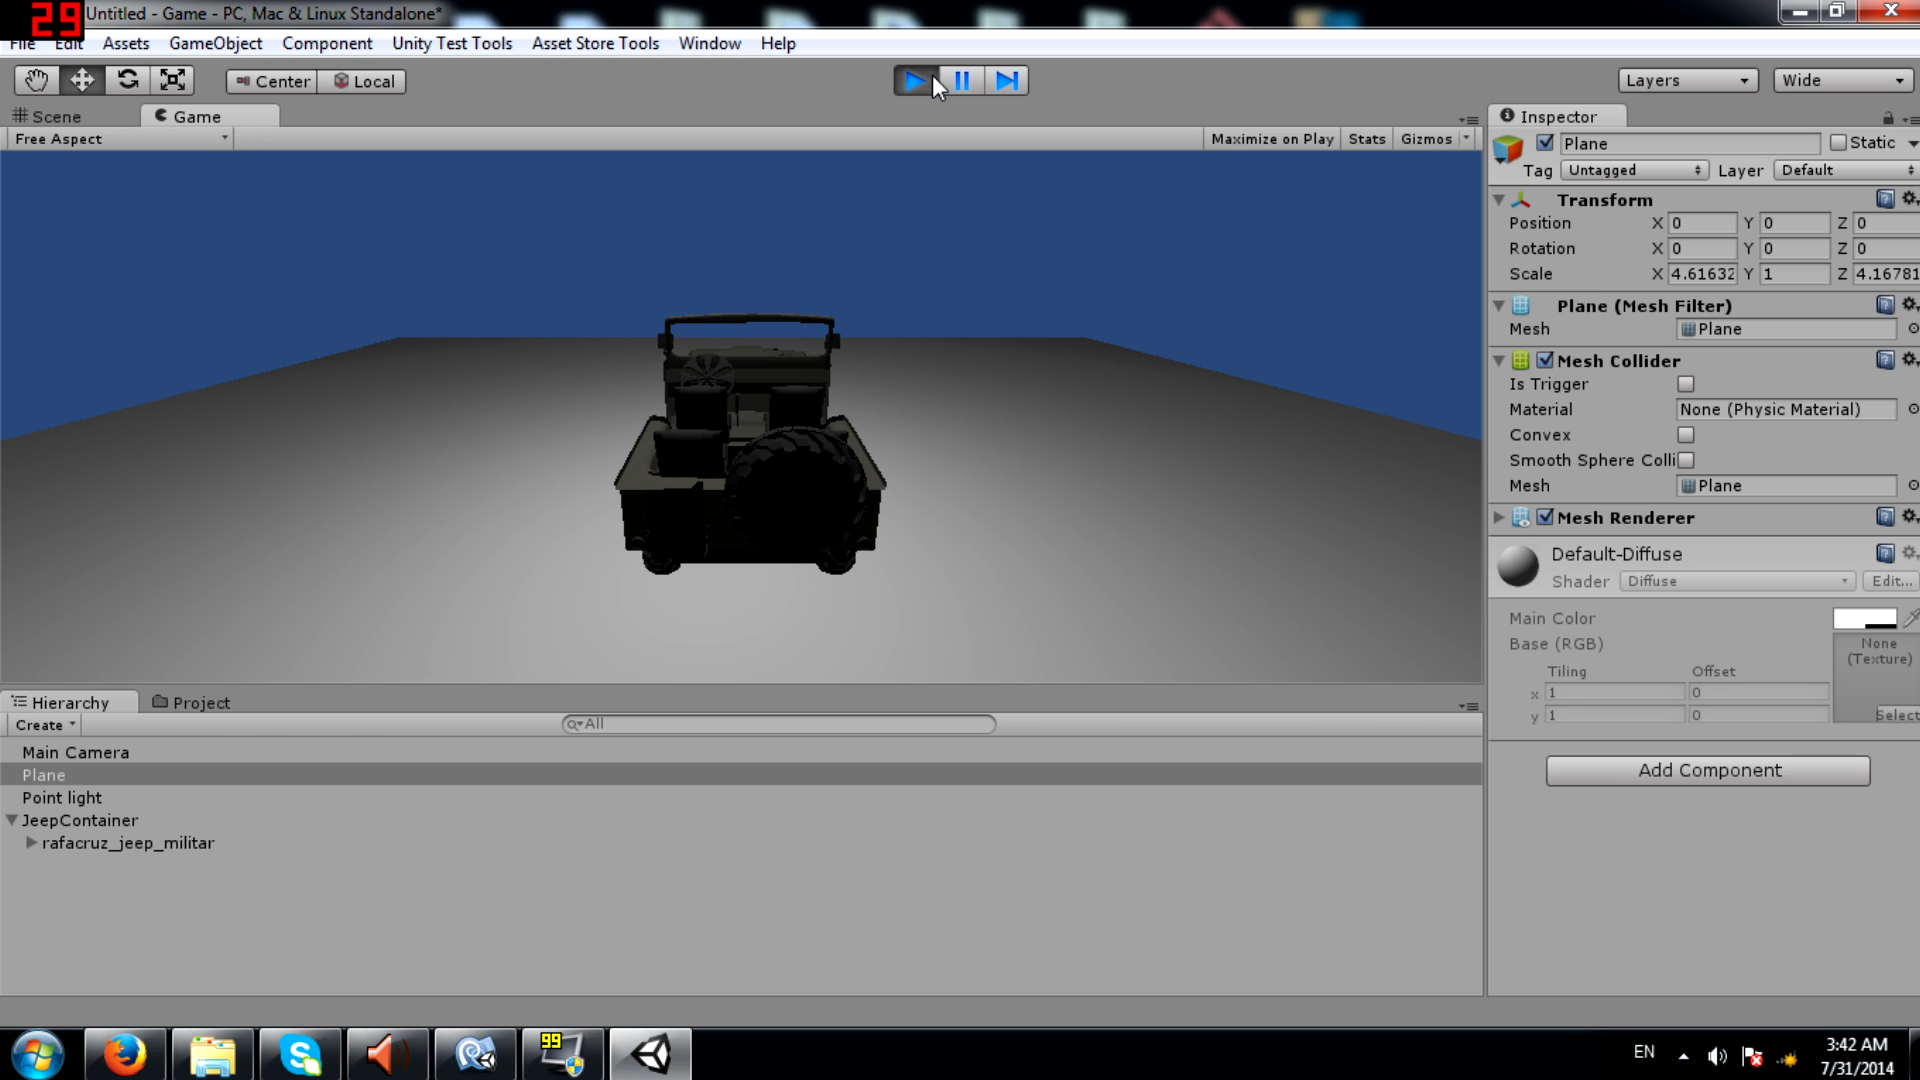 29
Untitled - Game - PC, Mac & Linux Standalone*
File Edit Assets GameObject Component Unity Test Tools Asset Store Tools Window Help
Center Local
Layers Wide
Scene Game
Free Aspect Maximize on Play Stats Gizmos
Inspector
Plane Static
Tag Untagged Layer Default
Transform
Position X 0 Y 0 Z 0
Rotation X 0 Y 0 Z 0
Scale X 4.61632 Y 1 Z 4.16781
Plane (Mesh Filter)
Mesh Plane
Mesh Collider
Is Trigger
Material None (Physic Material)
Convex
Smooth Sphere Colli
Mesh Plane
Mesh Renderer
Default-Diffuse
Shader Diffuse Edit...
Main Color
Base (RGB) None
(Texture)
Tiling Offset
x 1 0
y 1 0
Select
Add Component
Hierarchy Project
Create All
Main Camera
Plane
Point light
JeepContainer
rafacruz_jeep_militar
99
EN
3:42 AM
7/31/2014